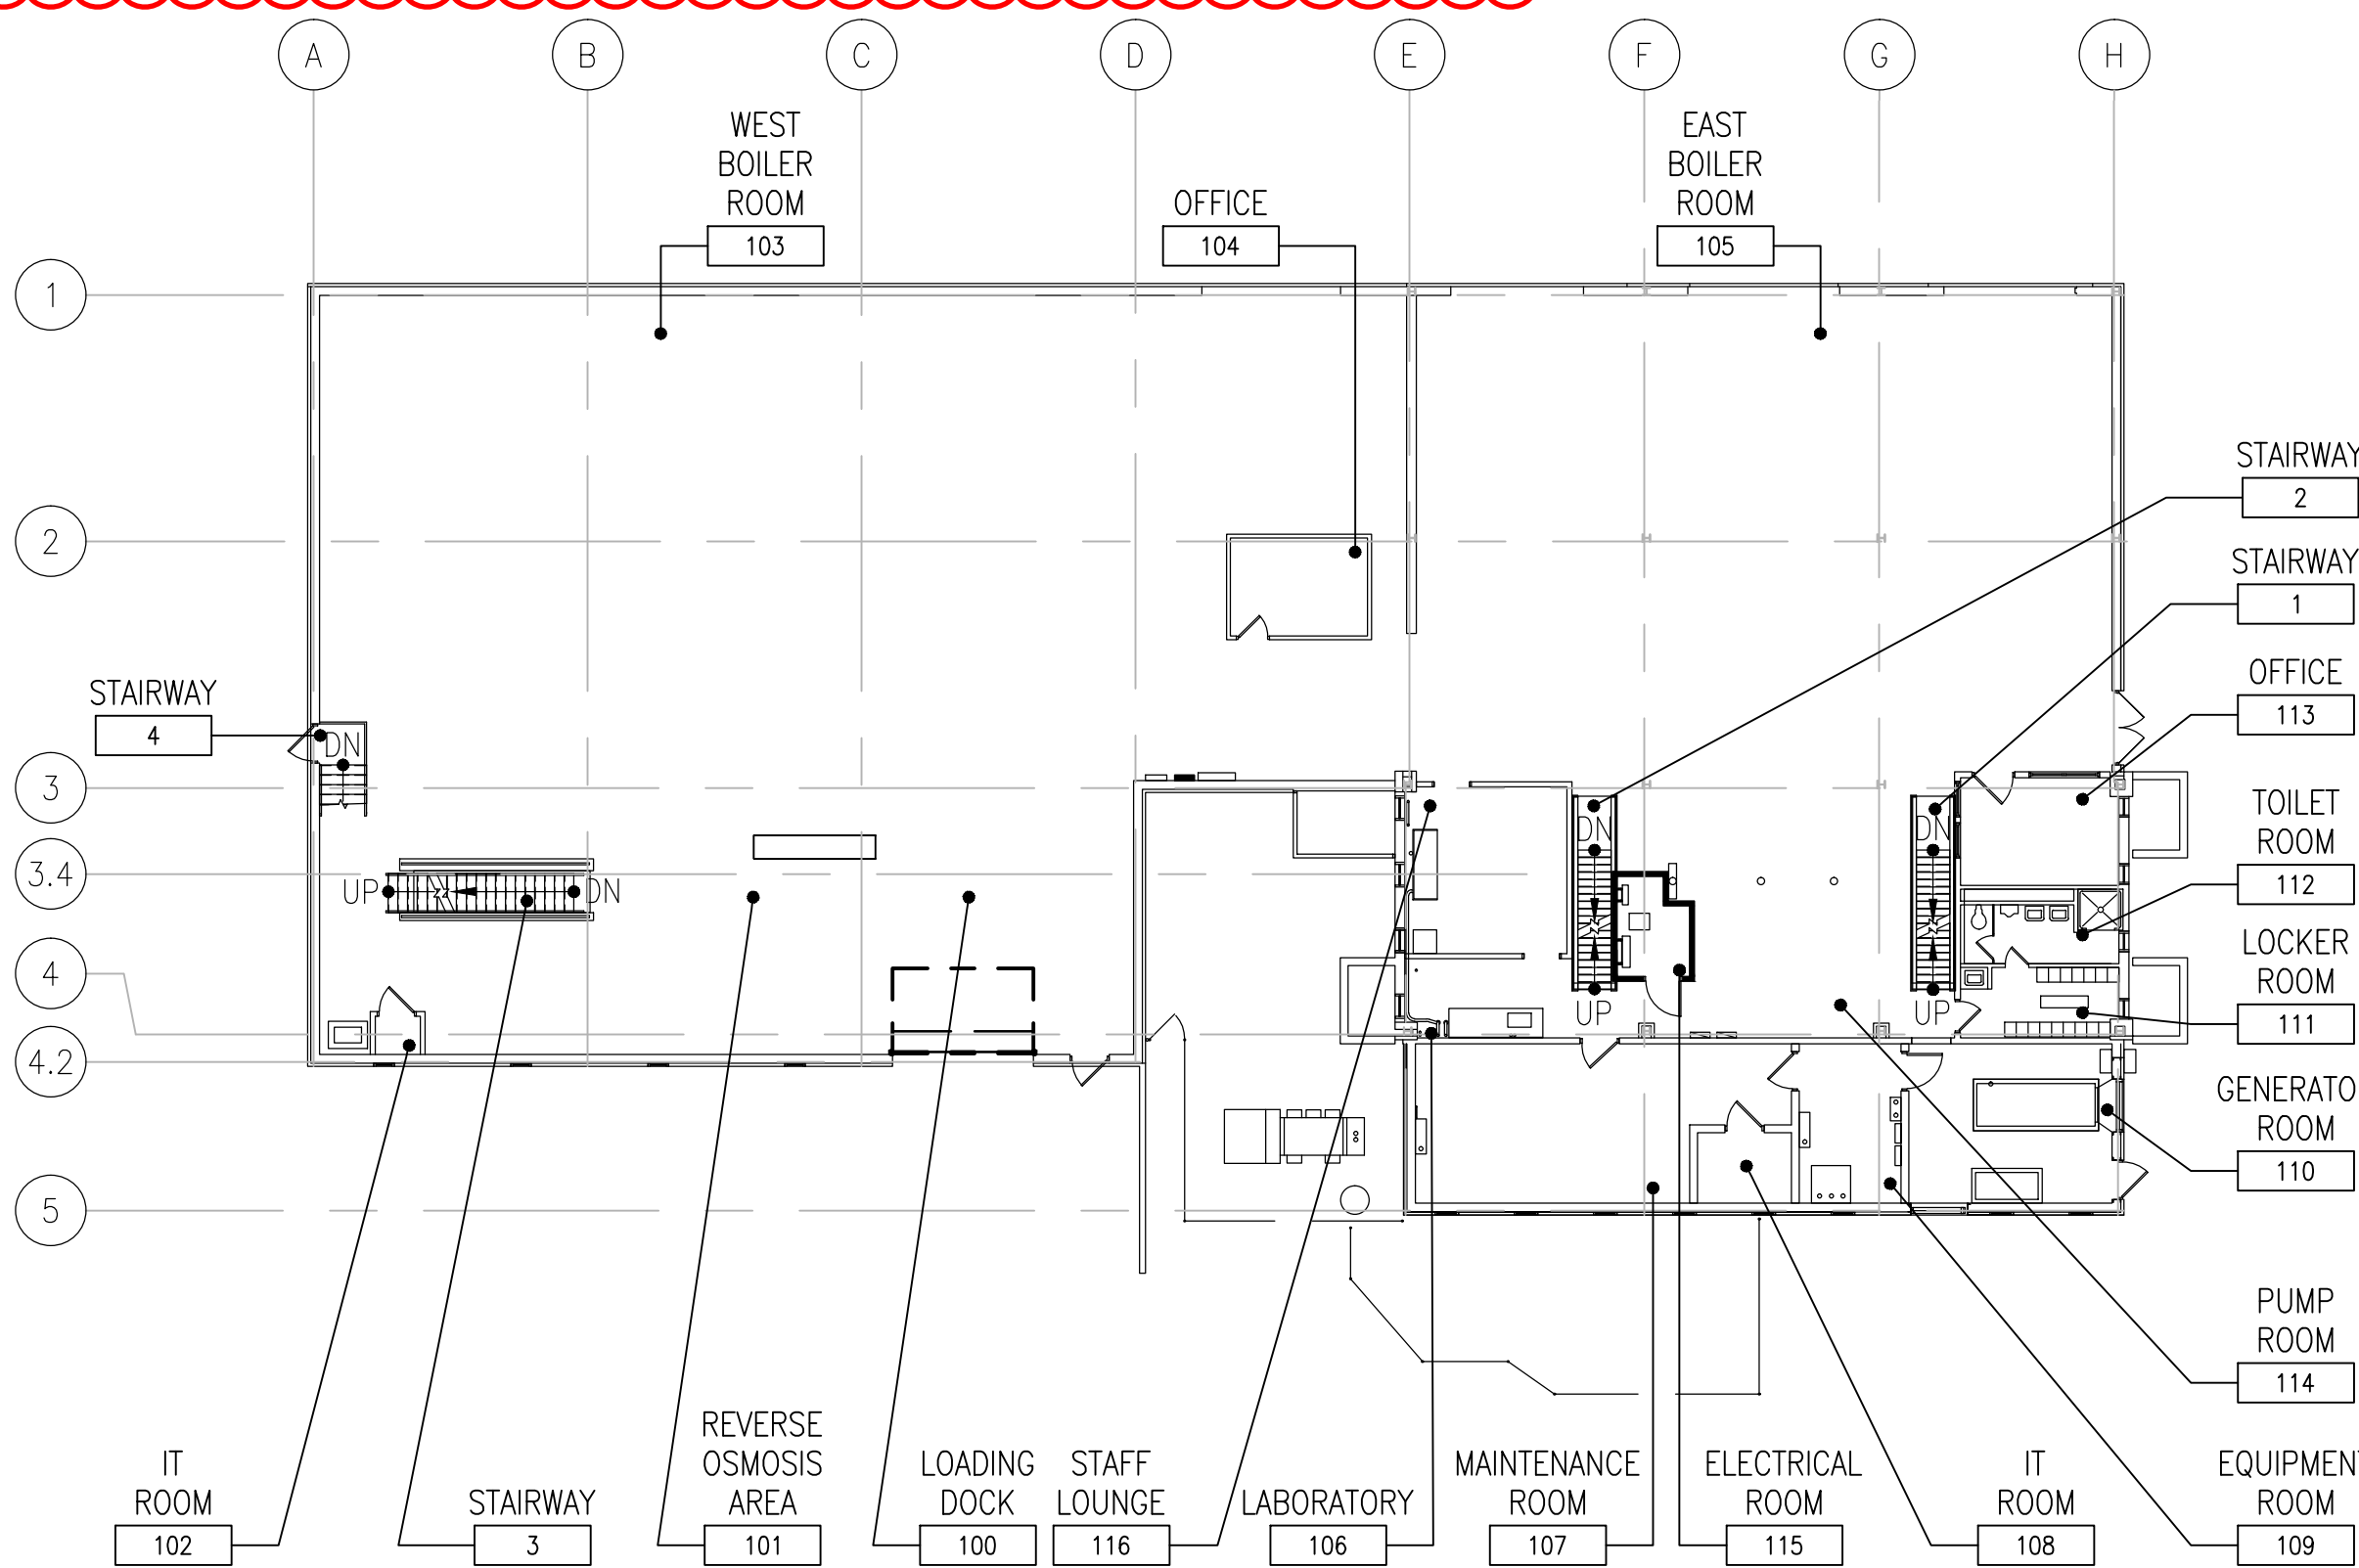 A
B
C
D
E
F
G
H
WEST
BOILER
ROOM
103
OFFICE
104
EAST
BOILER
ROOM
105
1
2
3
3.4
4
4.2
5
STAIRWAY
2
STAIRWAY
1
OFFICE
113
TOILET
ROOM
112
LOCKER
ROOM
111
GENERATO
ROOM
110
PUMP
ROOM
114
EQUIPMENT
ROOM
109
STAIRWAY
4
DN
UP
DN
DN
UP
DN
UP
IT
ROOM
102
STAIRWAY
3
REVERSE
OSMOSIS
AREA
101
LOADING
DOCK
100
STAFF
LOUNGE
116
LABORATORY
106
MAINTENANCE
ROOM
107
ELECTRICAL
ROOM
115
IT
ROOM
108